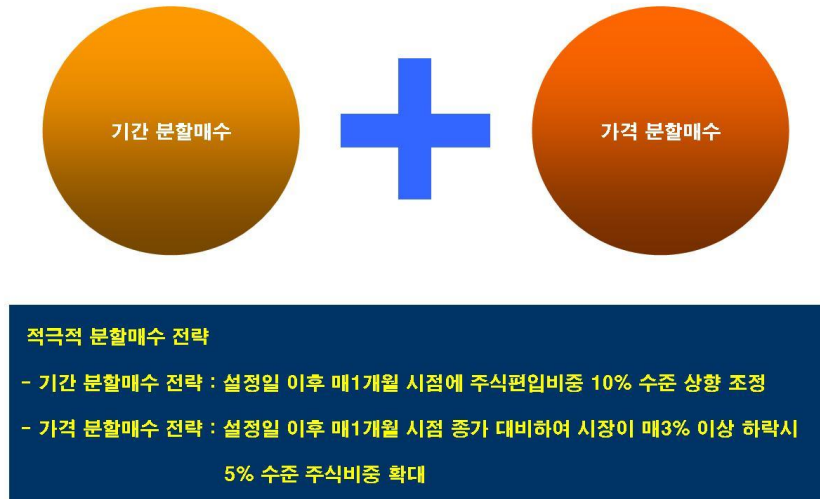 기간 분할매수
가격 분할매수
적극적 분할매수 전략
- 기간 분할매수 전략 : 설정일 이후 매1개월 시점에 주식편입비중 10% 수준 상향 조정
- 가격 분할매수 전략 : 설정일 이후 매1개월 시점 종가 대비하여 시장이 매3% 이상 하락시
5% 수준 주식비중 확대